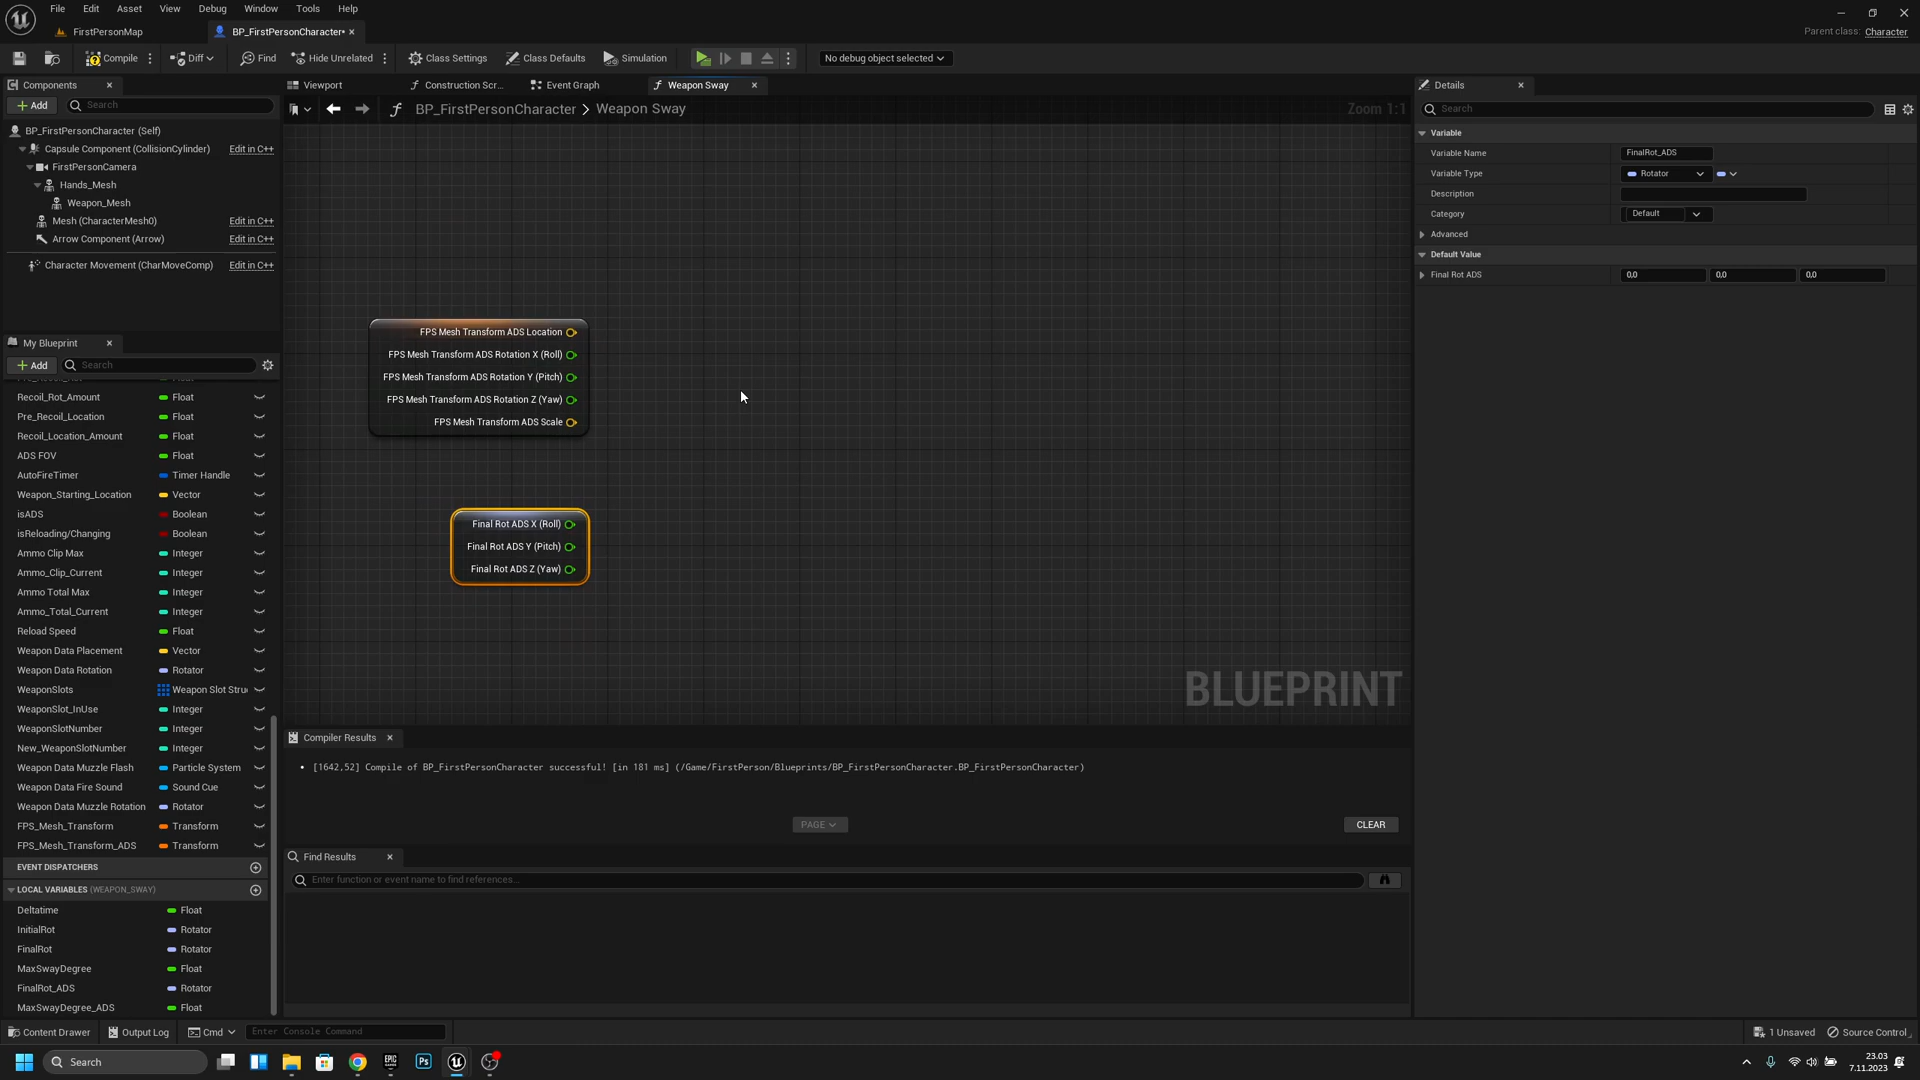 File Edit Asset View Window Debug Tools Help
FirstPersonMap
BP_FirstPersonCharacter•
Parent class: Character
Compile
Diff
Find
Hide Unrelated
Class Settings
Class Defaults
Simulation
No debug object selected
Components
Viewport
Construction Scr...
Event Graph
Weapon Sway
Details
Add
Search
BP_FirstPersonCharacter
Weapon Sway
Zoom 1:1
Search
BP_FirstPersonCharacter (Self)
Capsule Component (CollisionCylinder) Edit in C++
FirstPersonCamera
Hands_Mesh
Weapon_Mesh
Mesh (CharacterMesh0) Edit in C++
Arrow Component (Arrow) Edit in C++
Character Movement (CharMoveComp) Edit in C++
Variable
Variable Name FinalRot_ADS
Variable Type Rotator
Description
Category Default
Advanced
Default Value
Final Rot ADS 0,0 0,0 0,0
My Blueprint
Add
Search
Recoil_Rot_Amount Float
Pre_Recoil_Location Float
Recoil_Location_Amount Float
ADS FOV Float
AutoFireTimer Timer Handle
Weapon_Starting_Location Vector
isADS Boolean
isReloading/Changing Boolean
Ammo Clip Max Integer
Ammo_Clip_Current Integer
Ammo Total Max Integer
Ammo_Total_Current Integer
Reload Speed Float
Weapon Data Placement Vector
Weapon Data Rotation Rotator
WeaponSlots Weapon Slot Stru
WeaponSlot_InUse Integer
WeaponSlotNumber Integer
New_WeaponSlotNumber Integer
Weapon Data Muzzle Flash Particle System
Weapon Data Fire Sound Sound Cue
Weapon Data Muzzle Rotation Rotator
FPS_Mesh_Transform Transform
FPS_Mesh_Transform_ADS Transform
EVENT DISPATCHERS
LOCAL VARIABLES (WEAPON_SWAY)
Deltatime Float
InitialRot Rotator
FinalRot Rotator
MaxSwayDegree Float
FinalRot_ADS Rotator
MaxSwayDegree_ADS Float
FPS Mesh Transform ADS Location
FPS Mesh Transform ADS Rotation X (Roll)
FPS Mesh Transform ADS Rotation Y (Pitch)
FPS Mesh Transform ADS Rotation Z (Yaw)
FPS Mesh Transform ADS Scale
Final Rot ADS X (Roll)
Final Rot ADS Y (Pitch)
Final Rot ADS Z (Yaw)
BLUEPRINT
Compiler Results
[1642,52] Compile of BP_FirstPersonCharacter successful! [in 181 ms] (/Game/FirstPerson/Blueprints/BP_FirstPersonCharacter.BP_FirstPersonCharacter)
PAGE
CLEAR
Find Results
Enter function or event name to find references...
Content Drawer
Output Log
Cmd
Enter Console Command
1 Unsaved
Source Control
Search
EPIC
Ps
23.03
7.11.2023